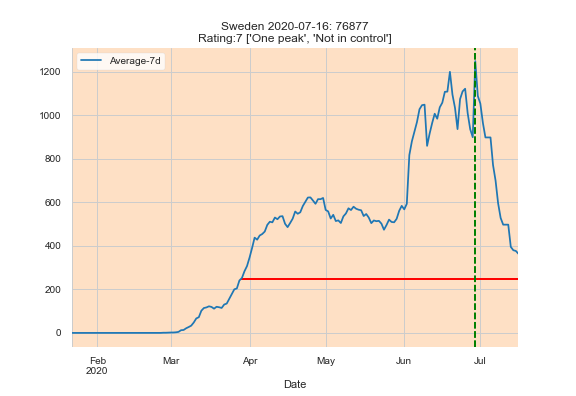 Sweden 2020-07-16: 76877
Rating:7 ['One peak', 'Not in control']
Average-7d
1200
1000
800
600
400
200
0
Feb
2020
Mar
Apr
May
Jun
Jul
Date